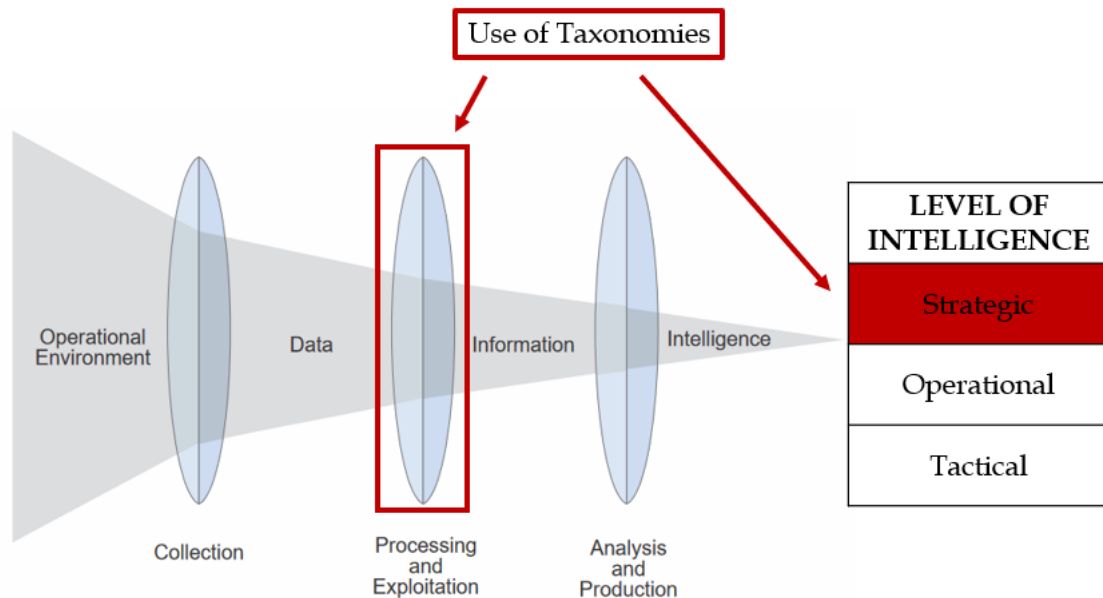 Use of Taxonomies
Operational
Environment
Data
Information
Intelligence
Collection
Processing
and
Exploitation
Analysis
and
Production
LEVEL OF
INTELLIGENCE
Strategic
Operational
Tactical